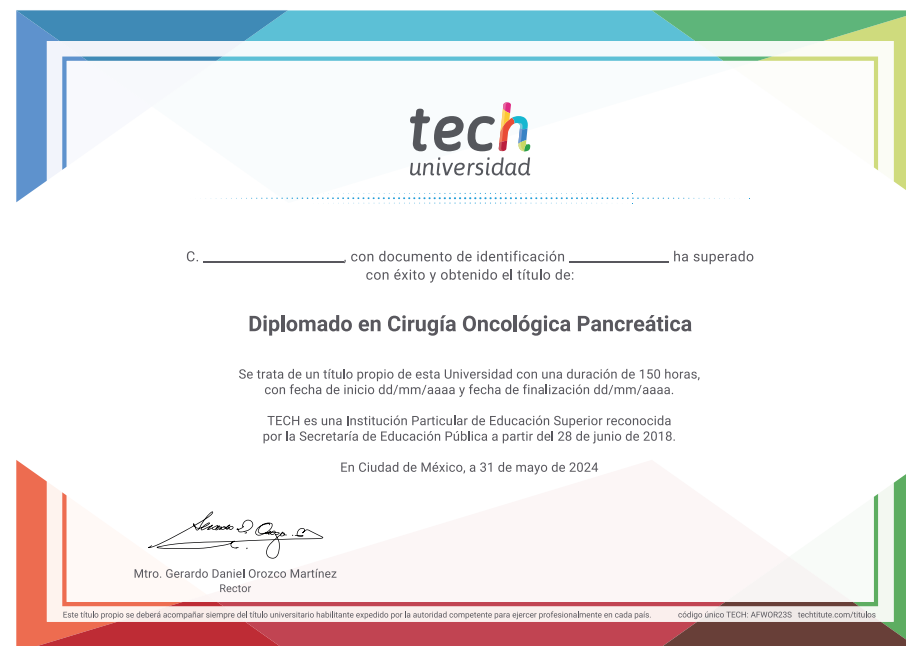 tech
universidad
C. ____________, con documento de identificación ____________ ha superado
con éxito y obtenido el título de:
Diplomado en Cirugía Oncológica Pancreática
Se trata de un título propio de esta Universidad con una duración de 150 horas,
con fecha de inicio dd/mm/aaaa y fecha de finalización dd/mm/aaaa.
TECH es una Institución Particular de Educación Superior reconocida
por la Secretaría de Educación Pública a partir del 28 de junio de 2018.
En Ciudad de México, a 31 de mayo de 2024
Mtro. Gerardo Daniel Orozco Martínez
Rector
Este título propio se deberá acompañar siempre del título universitario habilitante expedido por la autoridad competente para ejercer profesionalmente en cada país. código único TECH: AFWOR23S techtitute.com/titulos